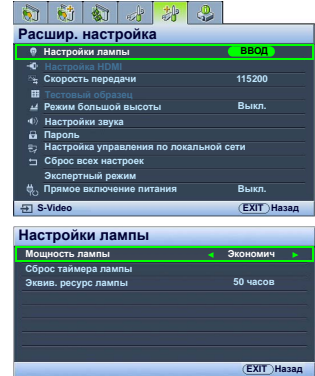 Расшир. настройка
Настройки лампы ВВОД
Настройка HDMI
Скорость передачи 115200
Тестовый образец
Режим большой высоты Выкл.
Настройки звука
Пароль
Настройка управления по локальной сети
Сброс всех настроек
Экспертный режим
Прямое включение питания Выкл.
S-Video EXIT Назад
Настройки лампы
Мощность лампы Экономич
Сброс таймера лампы
Эквив. ресурс лампы 50 часов
EXIT Назад